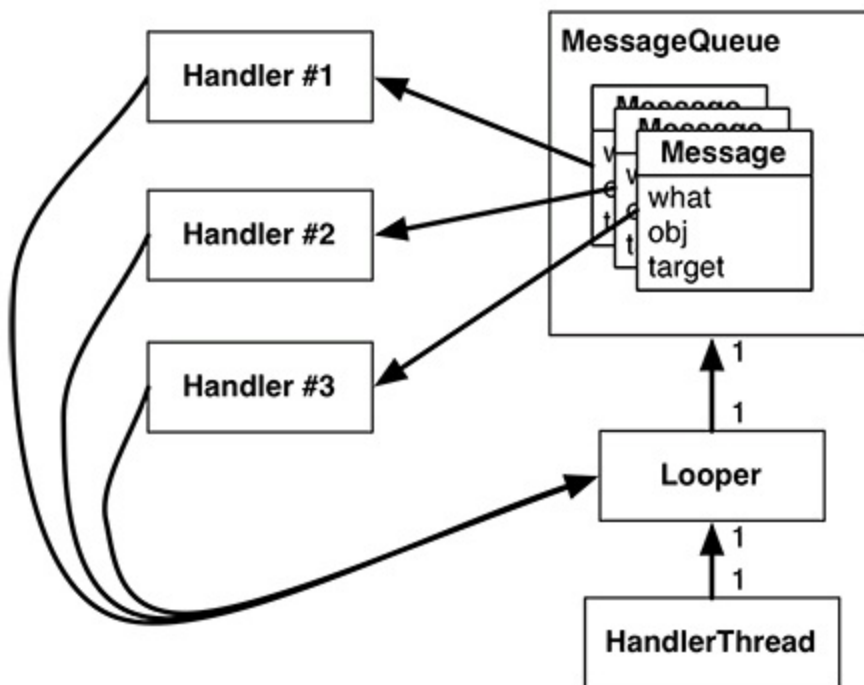 Handler #1
MessageQueue
Message
Message
Message
what
obj
target
Handler #2
Handler #3
1
1
Looper
1
1
HandlerThread